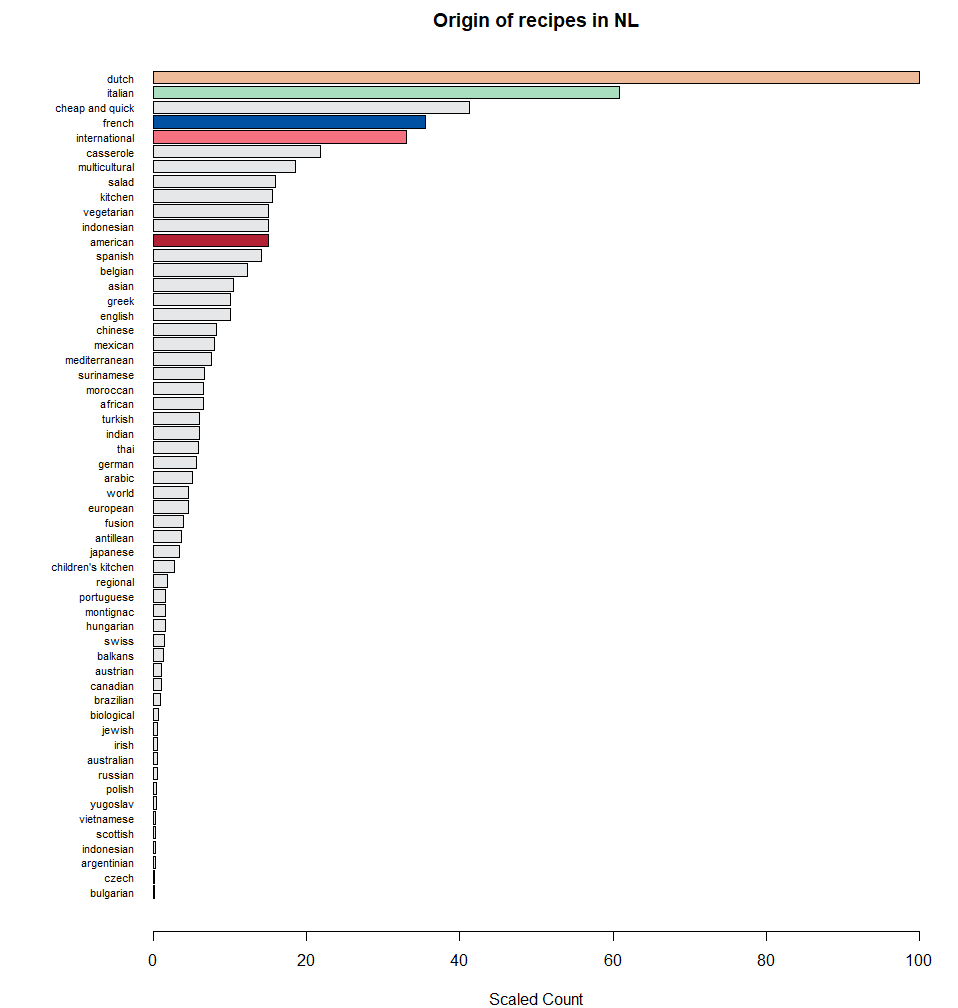 Origin of recipes in NL
dutch
italian
cheap and quick
french
international
casserole
multicultural
salad
kitchen
vegetarian
indonesian
american
spanish
belgian
asian
greek
english
chinese
mexican
mediterranean
surinamese
moroccan
african
turkish
indian
thai
german
arabic
world
european
fusion
antillean
japanese
children's kitchen
regional
portuguese
montignac
hungarian
swiss
balkans
austrian
canadian
brazilian
biological
jewish
irish
australian
russian
polish
yugoslav
vietnamese
scottish
indonesian
argentinian
czech
bulgarian
0 20 40 60 80 100
Scaled Count